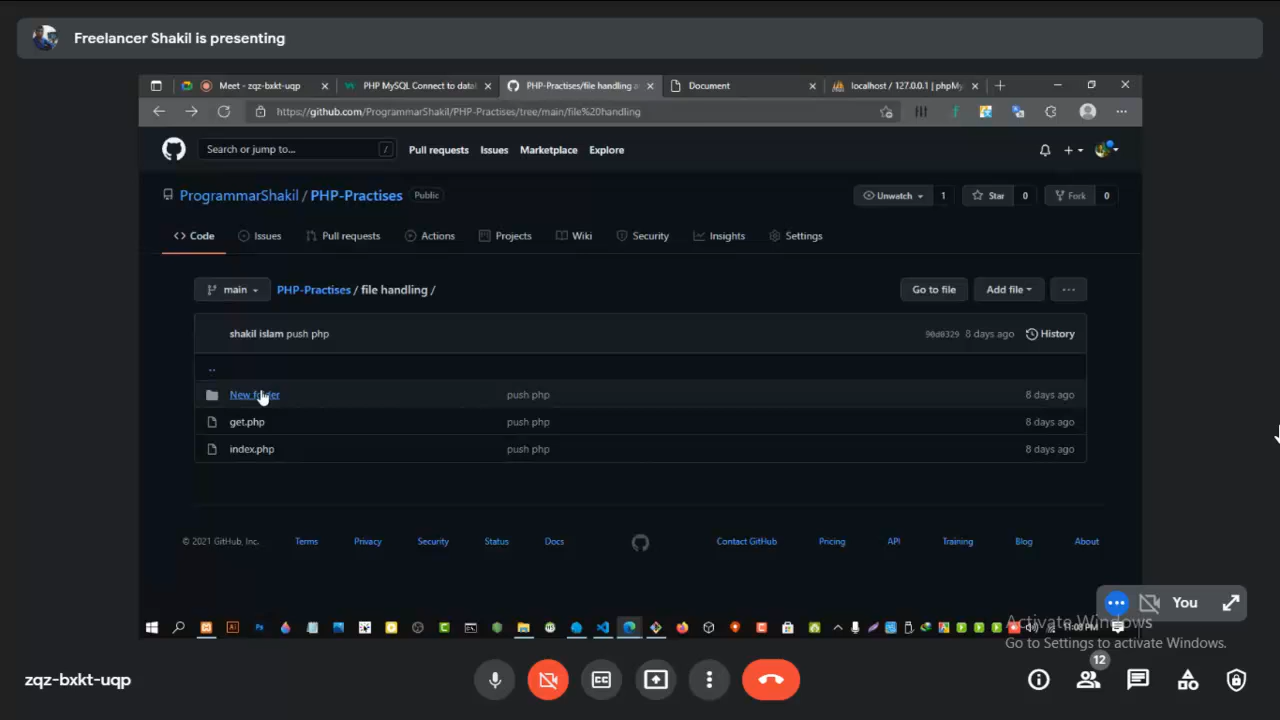 Freelancer Shakil is presenting
Meet - zqz-bxkt-uqp
PHP MySQL Connect to datal
PHP-Practises/file handling a
Document
localhost / 127.0.0.1 | phpMy
https://github.com/ProgrammarShakil/PHP-Practises/tree/main/file%20handling
Search or jump to...
/
Pull requests
Issues
Marketplace
Explore
ProgrammarShakil / PHP-Practises
Public
Unwatch
1
Star
0
Fork
0
Code
Issues
Pull requests
Actions
Projects
Wiki
Security
Insights
Settings
main
PHP-Practises / file handling /
Go to file
Add file
...
shakil islam push php
90d0329 8 days ago
History
..
New folder
push php
8 days ago
get.php
push php
8 days ago
index.php
push php
8 days ago
© 2021 GitHub, Inc.
Terms
Privacy
Security
Status
Docs
Contact GitHub
Pricing
API
Training
Blog
About
You
Activate Windows
Go to Settings to activate Windows.
12
zqz-bxkt-uqp